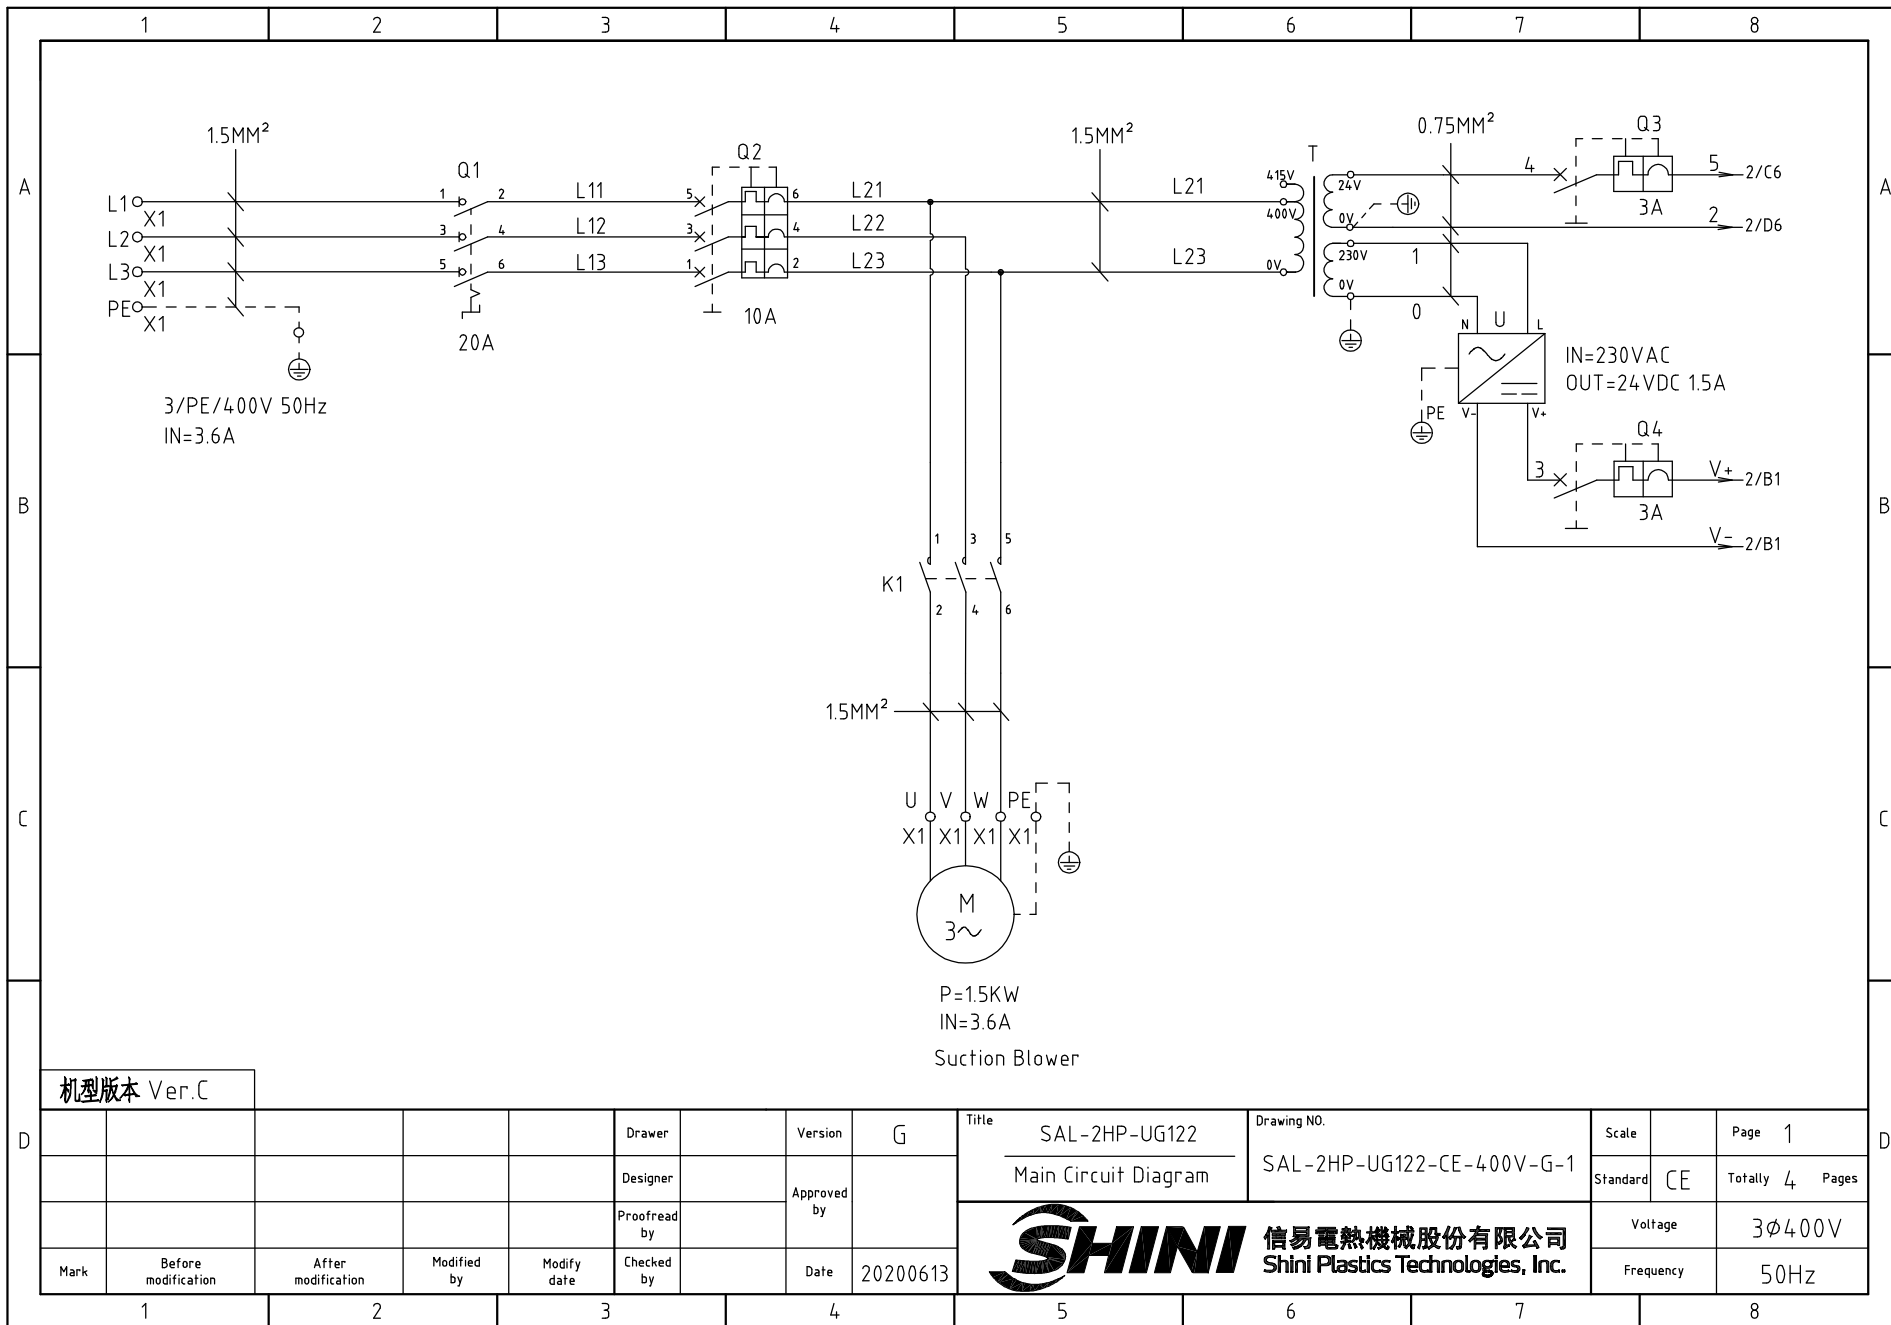 1 2 3 4 5 6 7 8
A A
B B
C C
D D
1.5MM²
L1
X1
L2
X1
L3
X1
PE
X1
3/PE/400V 50Hz
IN=3.6A
Q1
1 2
3 4
5 6
20A
L11
L12
L13
Q2
5 6
3 4
1 2
10A
L21
L22
L23
1.5MM²
L21
L23
T
415V
400V
0V
24V
0V
230V
0V
0.75MM²
4
Q3
3A
5 2/C6
2 2/D6
1
0
N U L
IN=230VAC
OUT=24VDC 1.5A
PE V- V+
3
Q4
3A
V+ 2/B1
V- 2/B1
1 3 5
K1
2 4 6
1.5MM²
U V W PE
X1 X1 X1 X1
M
3~
P=1.5KW
IN=3.6A
Suction Blower
机型版本 Ver.C
Drawer
Version G
Designer
Approved
by
Proofread
by
Mark
Before
modification
After
modification
Modified
by
Modify
date
Checked
by
Date 20200613
Title
SAL-2HP-UG122
Main Circuit Diagram
Drawing NO.
SAL-2HP-UG122-CE-400V-G-1
Scale
Page 1
Standard CE
Totally 4 Pages
SHINI
信易電熱機械股份有限公司
Shini Plastics Technologies, Inc.
Voltage 3Ø400V
Frequency 50Hz
1 2 3 4 5 6 7 8